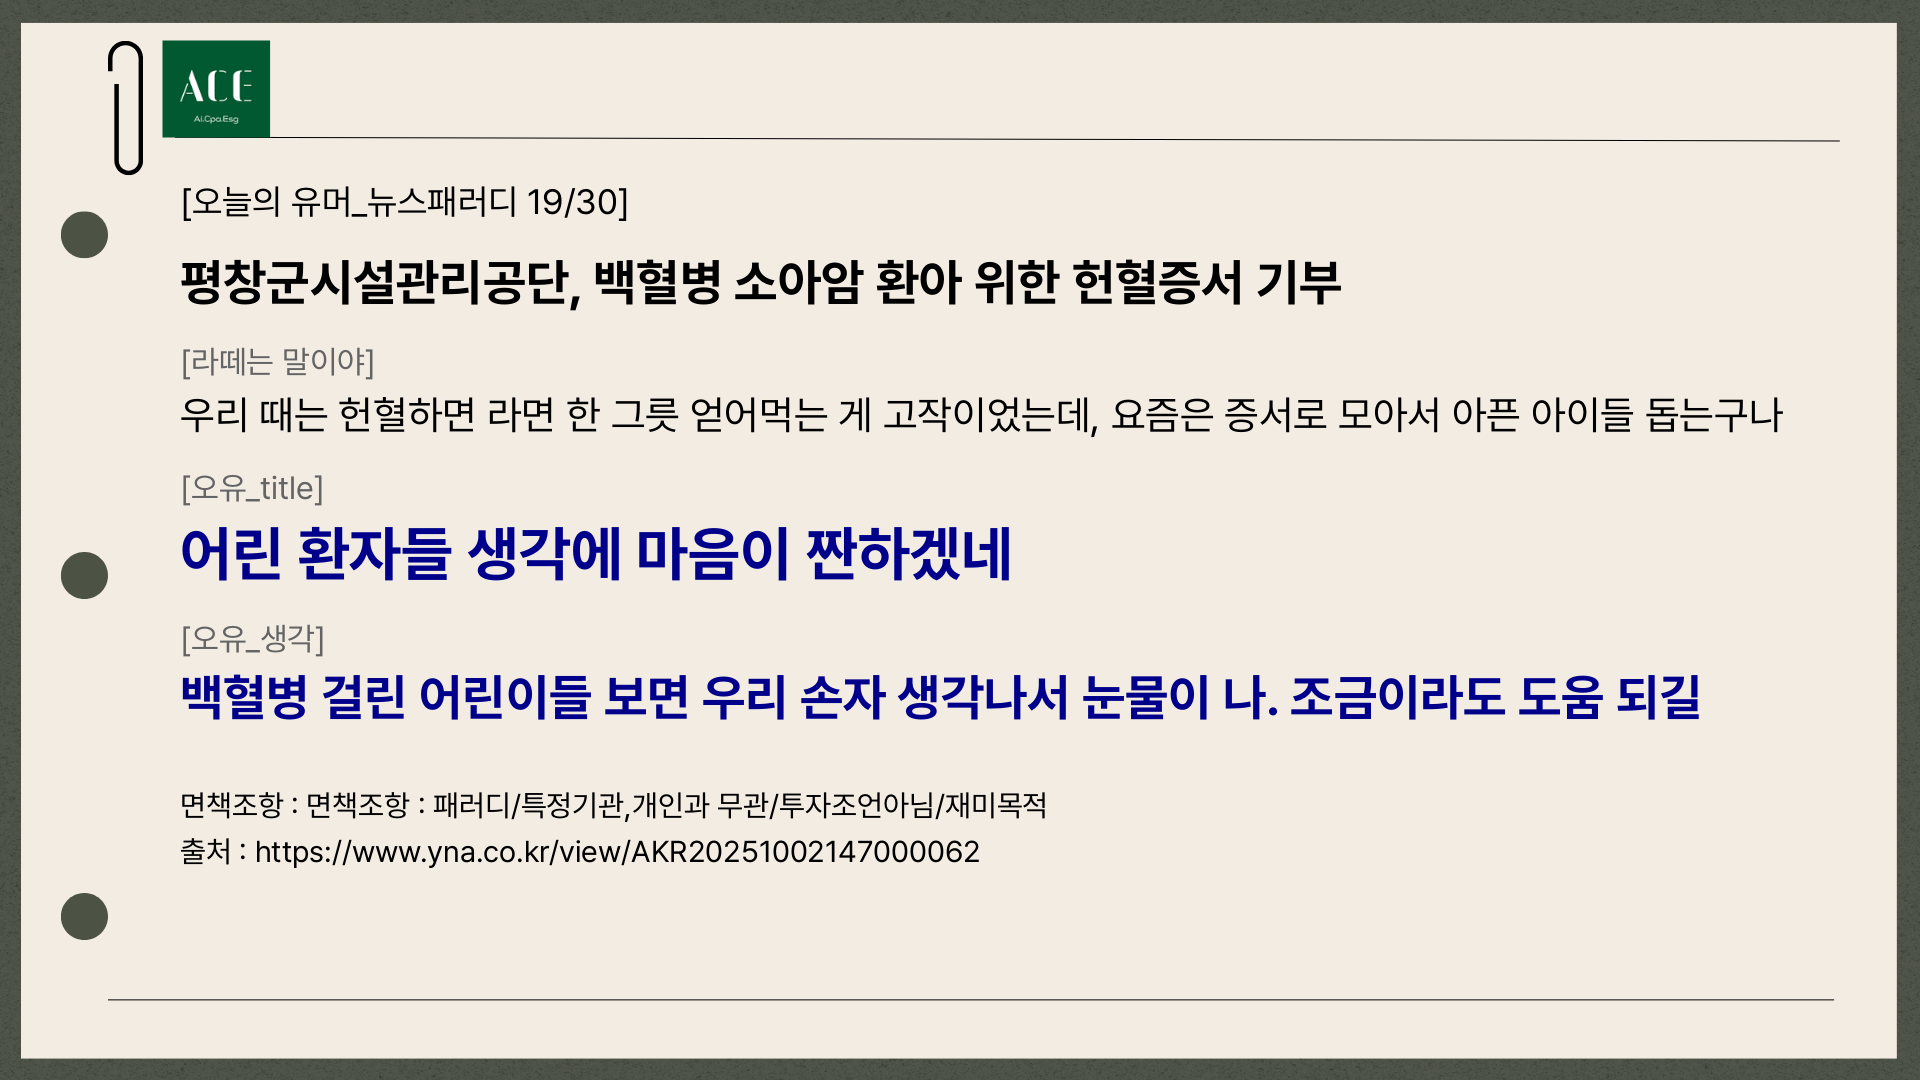 ACE
Ai.Cpa.Esg
[오늘의 유머_뉴스패러디 19/30]
평창군시설관리공단, 백혈병 소아암 환아 위한 헌혈증서 기부
[라떼는 말이야]
우리 때는 헌혈하면 라면 한 그릇 얻어먹는 게 고작이었는데, 요즘은 증서로 모아서 아픈 아이들 돕는구나
[오유_title]
어린 환자들 생각에 마음이 짠하겠네
[오유_생각]
백혈병 걸린 어린이들 보면 우리 손자 생각나서 눈물이 나. 조금이라도 도움 되길
면책조항 : 면책조항 : 패러디/특정기관,개인과 무관/투자조언아님/재미목적
출처 : https://www.yna.co.kr/view/AKR20251002147000062